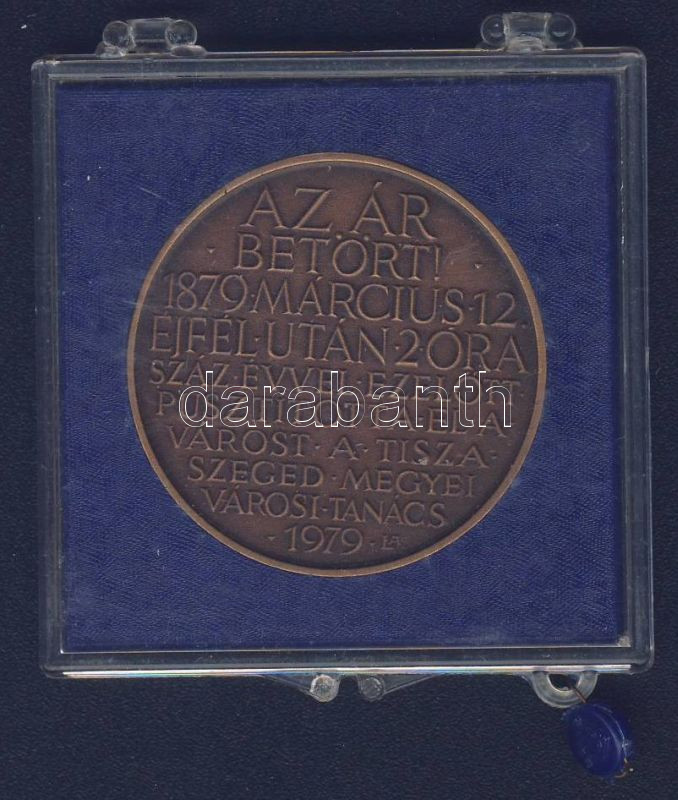 AZ ÁR
· BETÖRT! ·
1879·MÁRCIUS·12.
ÉJFÉL·UTÁN·2·ÓRA
SZÁZ·ÉVVEL·EZELŐTT
A
VÁROST·A·TISZA·
SZEGED·MEGYEI
VÁROSI·TANÁCS
·1979·
darabanth